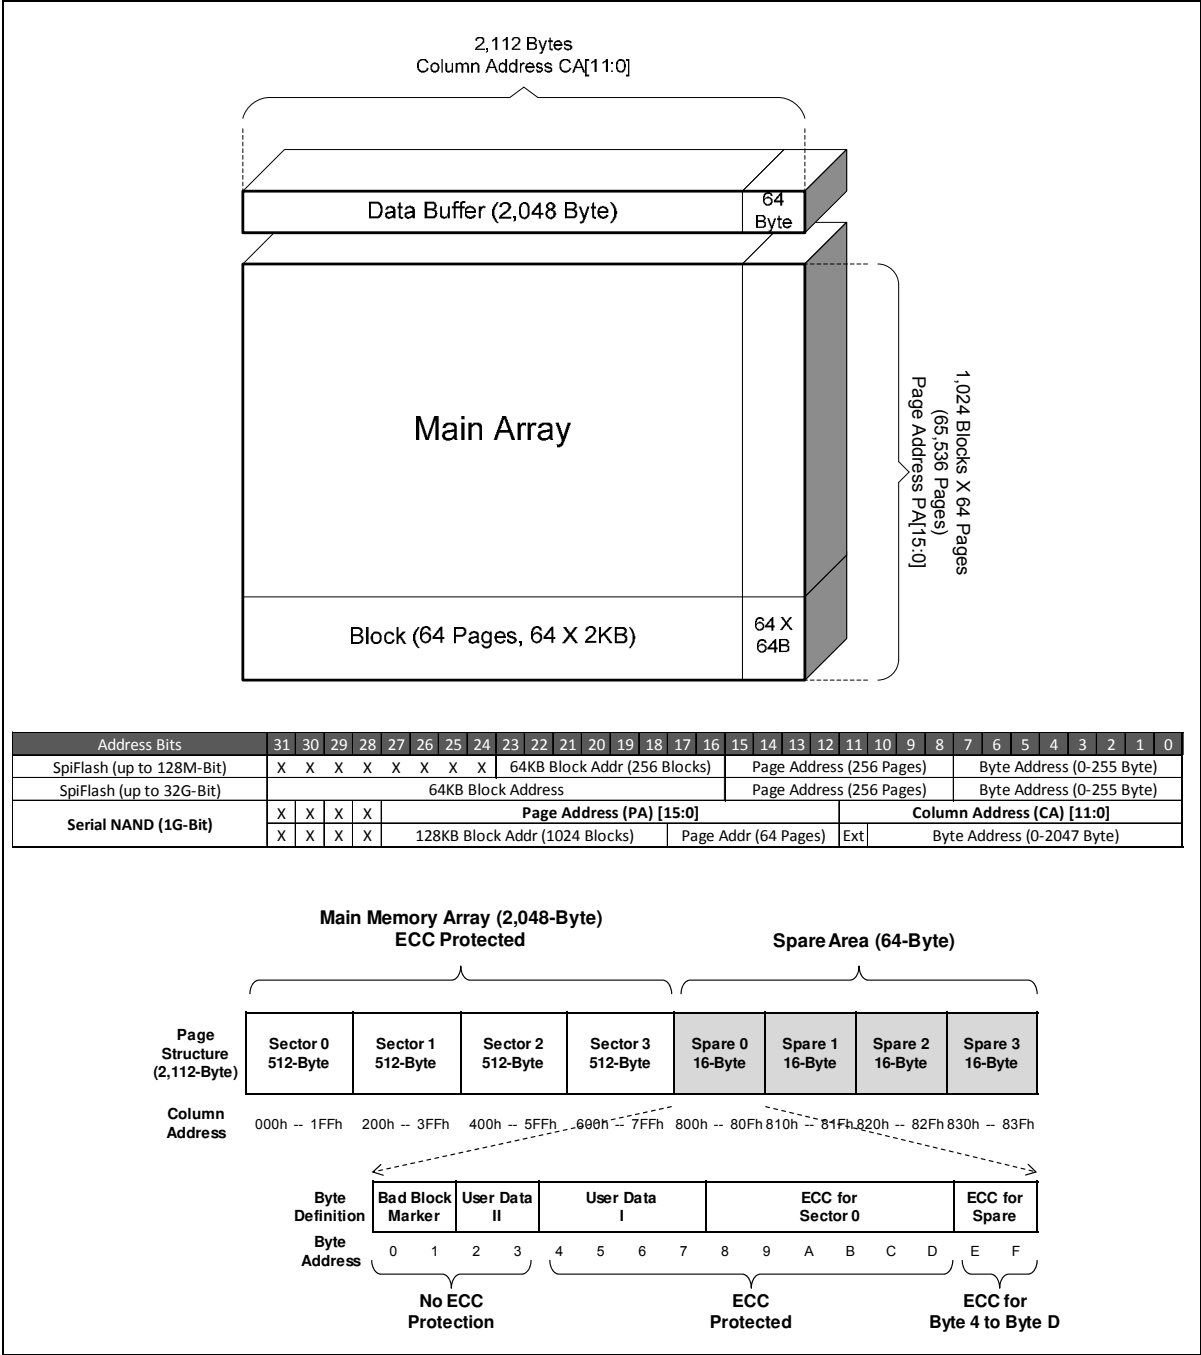 2,112 Bytes
Column Address CA[11:0]
Data Buffer (2,048 Byte)
64
Byte
Main Array
1,024 Blocks X 64 Pages
(65,536 Pages)
Page Address PA[15:0]
Block (64 Pages, 64 X 2KB)
64 X
64B
Address Bits 31 30 29 28 27 26 25 24 23 22 21 20 19 18 17 16 15 14 13 12 11 10 9 8 7 6 5 4 3 2 1 0
SpiFlash (up to 128M-Bit) X X X X X X X X 64KB Block Addr (256 Blocks) Page Address (256 Pages) Byte Address (0-255 Byte)
SpiFlash (up to 32G-Bit) 64KB Block Address Page Address (256 Pages) Byte Address (0-255 Byte)
Serial NAND (1G-Bit) X X X X Page Address (PA) [15:0] Column Address (CA) [11:0]
X X X X 128KB Block Addr (1024 Blocks) Page Addr (64 Pages) Ext Byte Address (0-2047 Byte)
Main Memory Array (2,048-Byte)
ECC Protected
Spare Area (64-Byte)
Page
Structure
(2,112-Byte)
Sector 0
512-Byte
Sector 1
512-Byte
Sector 2
512-Byte
Sector 3
512-Byte
Spare 0
16-Byte
Spare 1
16-Byte
Spare 2
16-Byte
Spare 3
16-Byte
Column
Address
000h -- 1FFh 200h -- 3FFh 400h -- 5FFh 600h -- 7FFh 800h -- 80Fh 810h -- 81Fh 820h -- 82Fh 830h -- 83Fh
Byte
Definition
Bad Block
Marker
User Data
II
User Data
I
ECC for
Sector 0
ECC for
Spare
Byte
Address
0 1 2 3 4 5 6 7 8 9 A B C D E F
No ECC
Protection
ECC
Protected
ECC for
Byte 4 to Byte D